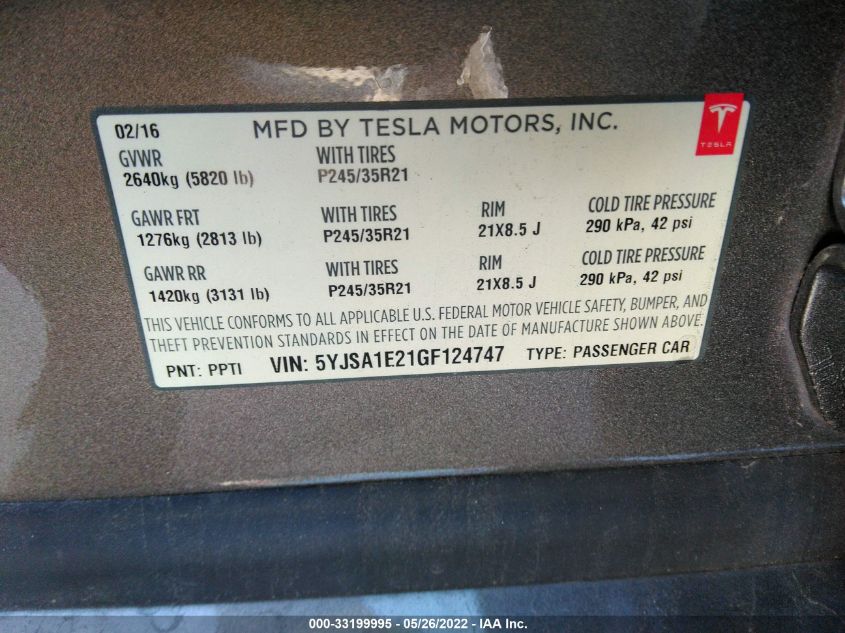 02/16 MFD BY TESLA MOTORS, INC.
TESLA
GVWR WITH TIRES
2640kg (5820 lb) P245/35R21
GAWR FRT WITH TIRES RIM COLD TIRE PRESSURE
1276kg (2813 lb) P245/35R21 21X8.5 J 290 kPa, 42 psi
GAWR RR WITH TIRES RIM COLD TIRE PRESSURE
1420kg (3131 lb) P245/35R21 21X8.5 J 290 kPa, 42 psi
THIS VEHICLE CONFORMS TO ALL APPLICABLE U.S. FEDERAL MOTOR VEHICLE SAFETY, BUMPER, AND
THEFT PREVENTION STANDARDS IN EFFECT ON THE DATE OF MANUFACTURE SHOWN ABOVE.
PNT: PPTI VIN: 5YJSA1E21GF124747 TYPE: PASSENGER CAR
000-33199995 - 05/26/2022 - IAA Inc.